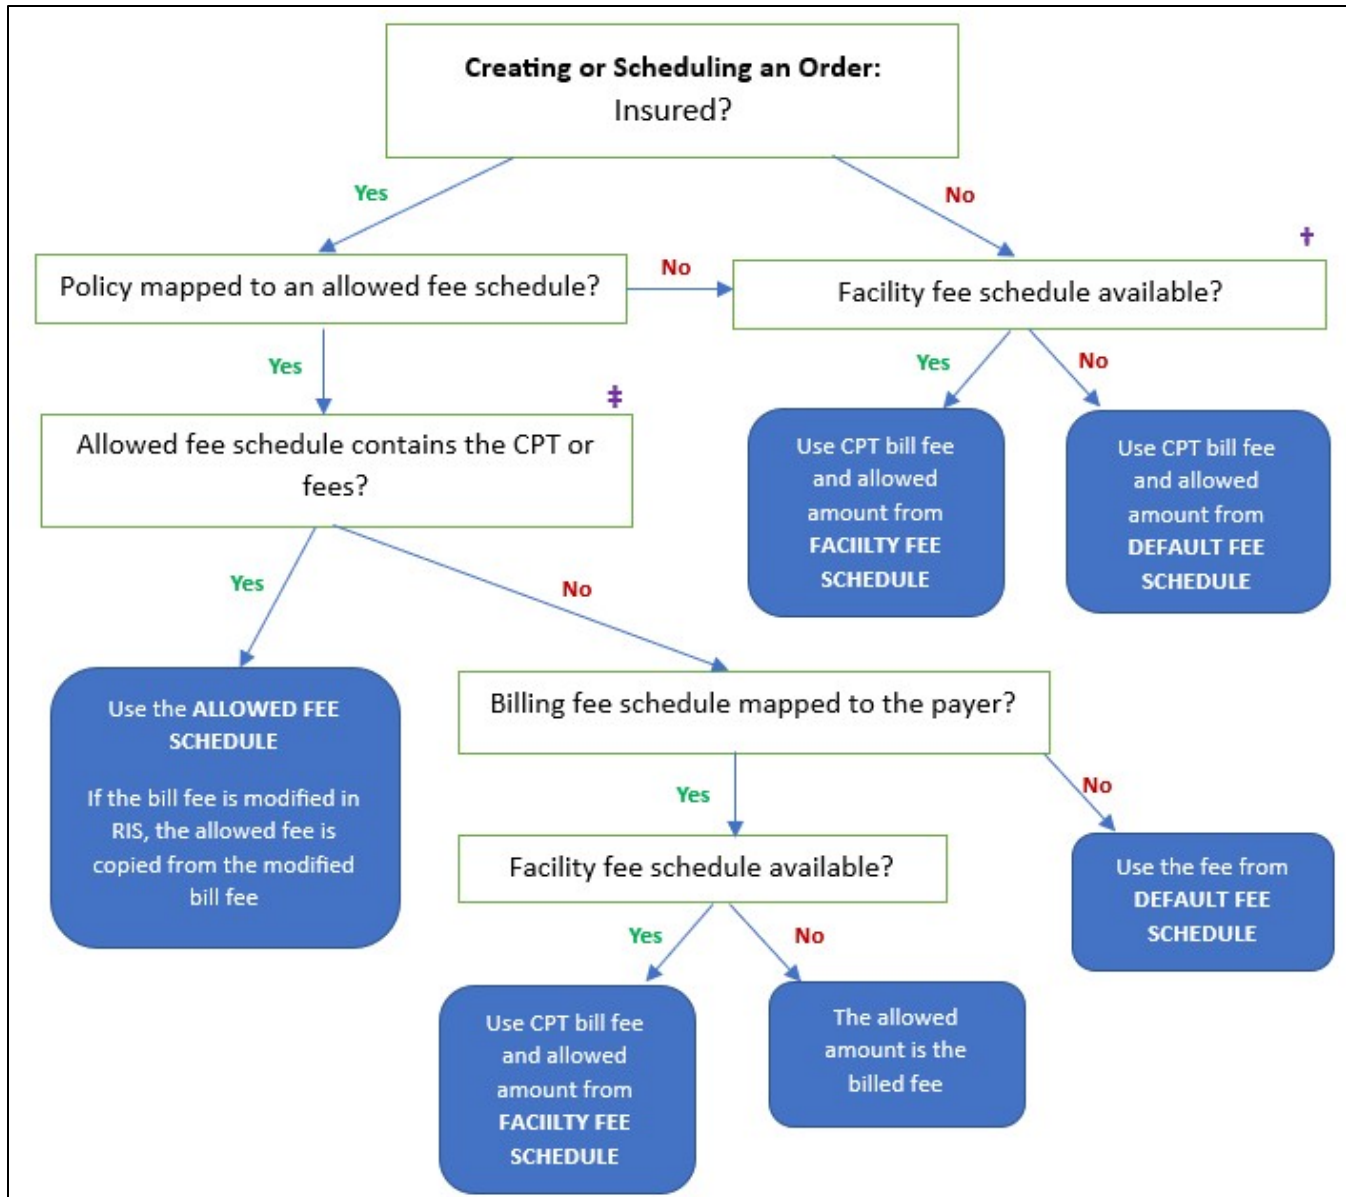 Creating or Scheduling an Order:
Insured?
Yes
No
‡
Policy mapped to an allowed fee schedule?
No
†
Facility fee schedule available?
Yes
Yes
No
Allowed fee schedule contains the CPT or
fees?
Use CPT bill fee
and allowed
amount from
FACIILTY FEE
SCHEDULE
Use CPT bill fee
and allowed
amount from
DEFAULT FEE
SCHEDULE
Yes
No
Use the ALLOWED FEE
SCHEDULE
If the bill fee is modified in
RIS, the allowed fee is
copied from the modified
bill fee
Billing fee schedule mapped to the payer?
Yes
No
Facility fee schedule available?
Use the fee from
DEFAULT FEE
SCHEDULE
Yes
No
Use CPT bill fee
and allowed
amount from
FACIILTY FEE
SCHEDULE
The allowed
amount is the
billed fee